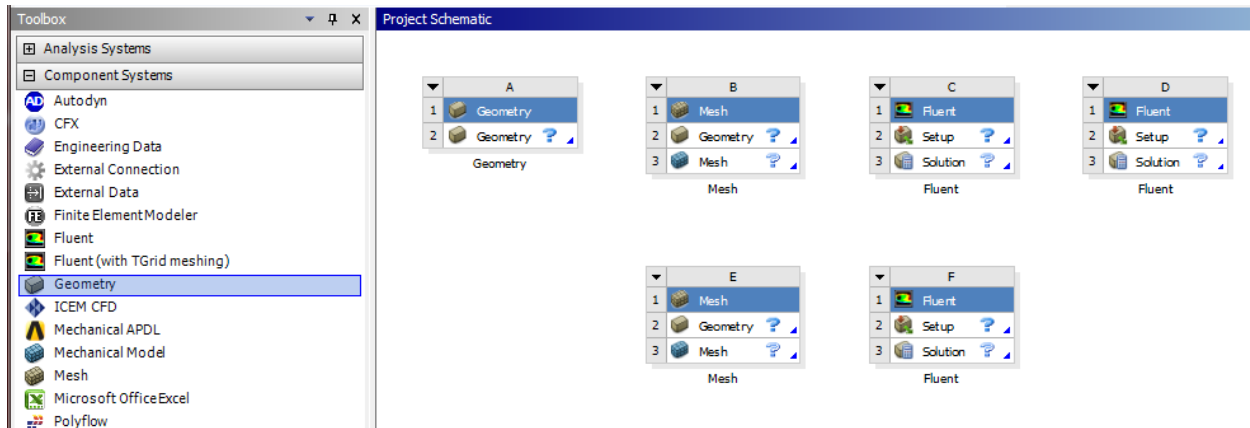 Toolbox
Analysis Systems
Component Systems
AD Autodyn
CFX
Engineering Data
External Connection
External Data
FE Finite Element Modeler
Fluent
Fluent (with TGrid meshing)
Geometry
ICEM CFD
Mechanical APDL
Mechanical Model
Mesh
Microsoft Office Excel
Polyflow
Project Schematic
A
1 Geometry
2 Geometry ?
Geometry
B
1 Mesh
2 Geometry ?
3 Mesh ?
Mesh
C
1 Fluent
2 Setup ?
3 Solution ?
Fluent
D
1 Fluent
2 Setup ?
3 Solution ?
Fluent
E
1 Mesh
2 Geometry ?
3 Mesh ?
Mesh
F
1 Fluent
2 Setup ?
3 Solution ?
Fluent